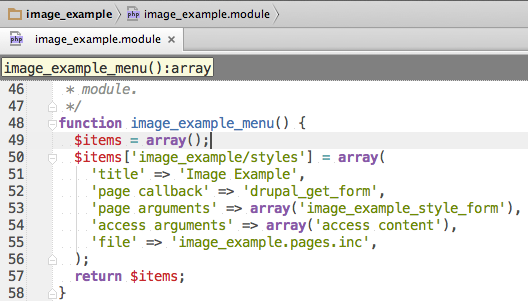 image_example image_example.module
php image_example.module ×
image_example_menu():array
46 * module.
47 */
48 function image_example_menu() {
49 $items = array();
50 $items['image_example/styles'] = array(
51 'title' => 'Image Example',
52 'page callback' => 'drupal_get_form',
53 'page arguments' => array('image_example_style_form'),
54 'access arguments' => array('access content'),
55 'file' => 'image_example.pages.inc',
56 );
57 return $items;
58 }